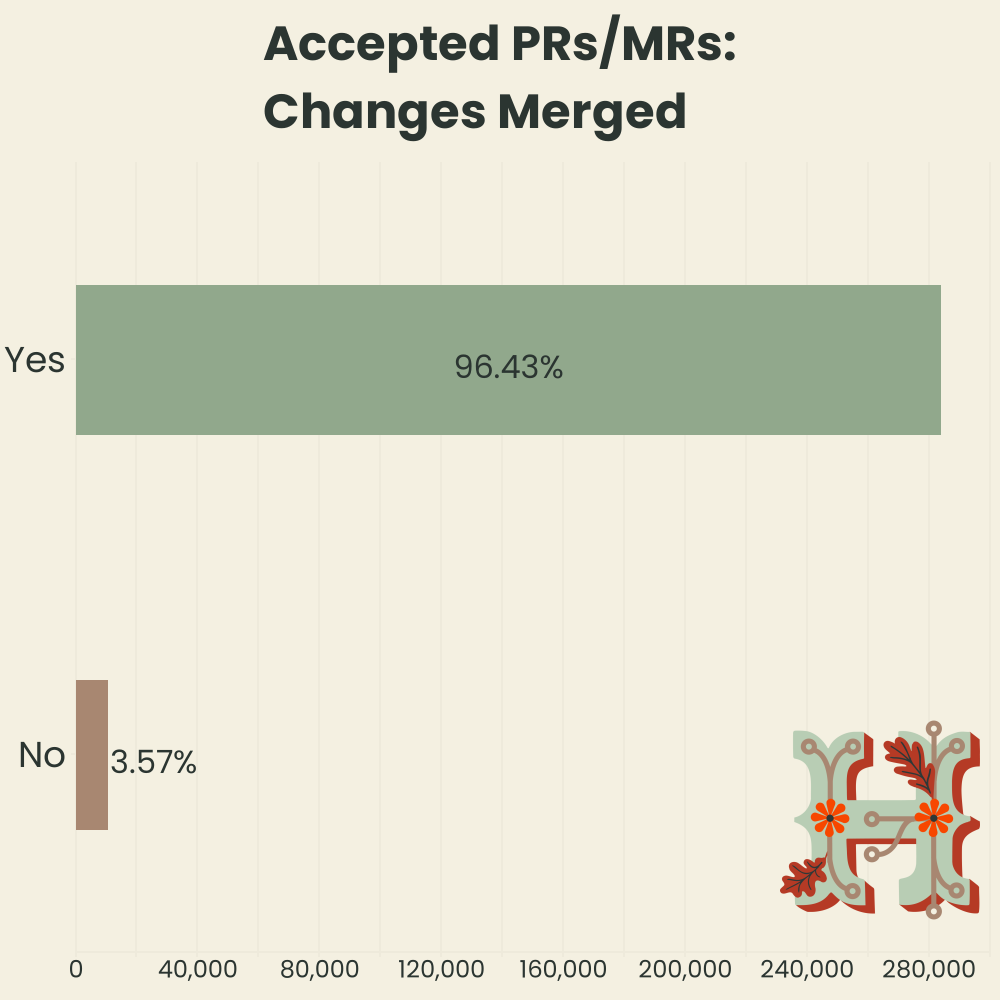 Accepted PRs/MRs:
Changes Merged
Yes
96.43%
No
3.57%
H
0 40,000 80,000 120,000 160,000 200,000 240,000 280,000